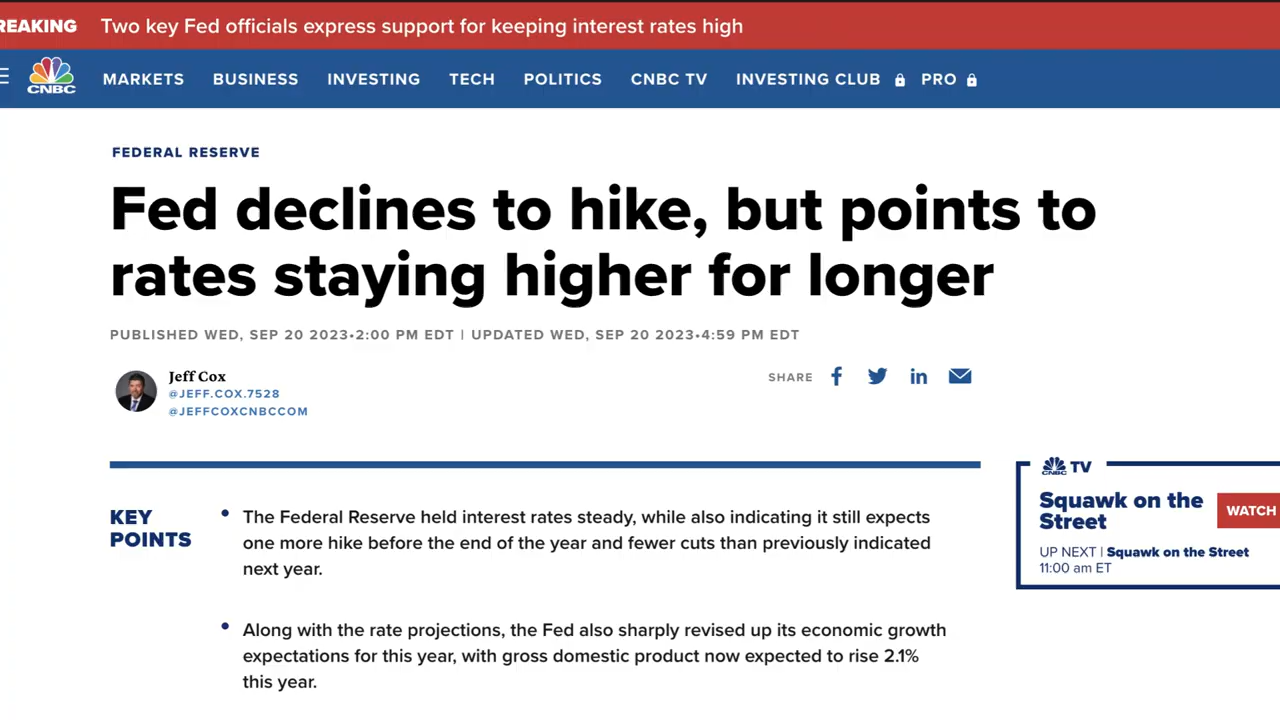 REAKING Two key Fed officials express support for keeping interest rates high
CNBC MARKETS BUSINESS INVESTING TECH POLITICS CNBC TV INVESTING CLUB PRO
FEDERAL RESERVE
Fed declines to hike, but points to
rates staying higher for longer
PUBLISHED WED, SEP 20 2023•2:00 PM EDT | UPDATED WED, SEP 20 2023•4:59 PM EDT
Jeff Cox
@JEFF.COX.7528
@JEFFCOXCNBCCOM
SHARE
KEY
POINTS
• The Federal Reserve held interest rates steady, while also indicating it still expects
one more hike before the end of the year and fewer cuts than previously indicated
next year.
• Along with the rate projections, the Fed also sharply revised up its economic growth
expectations for this year, with gross domestic product now expected to rise 2.1%
this year.
CNBC TV
Squawk on the
Street
WATCH
UP NEXT | Squawk on the Street
11:00 am ET